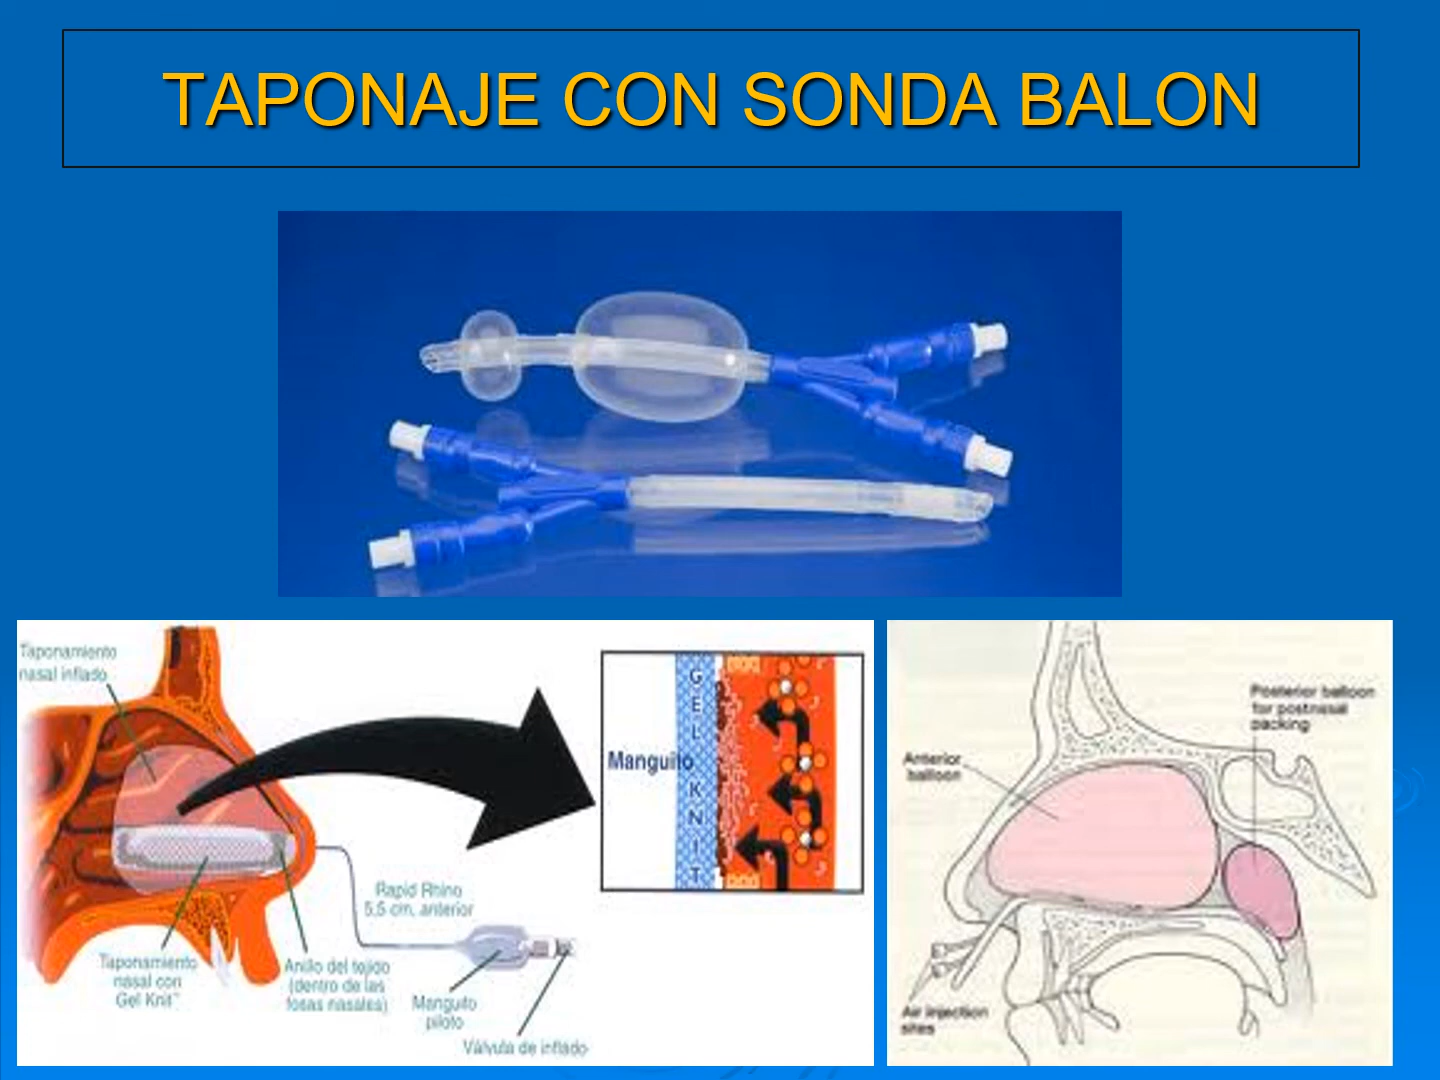 TAPONAJE CON SONDA BALON
Taponamiento
nasal inflado
GEL KNIT
Manguito
Rapid Rhino
5,5 cm, anterior
Taponamiento
nasal con
Gel Knit™
Anillo del tejido
(dentro de las
fosas nasales)
Manguito
piloto
Válvula de inflado
Posterior balloon
for postnasal
packing
Anterior
balloon
Air injection
sites